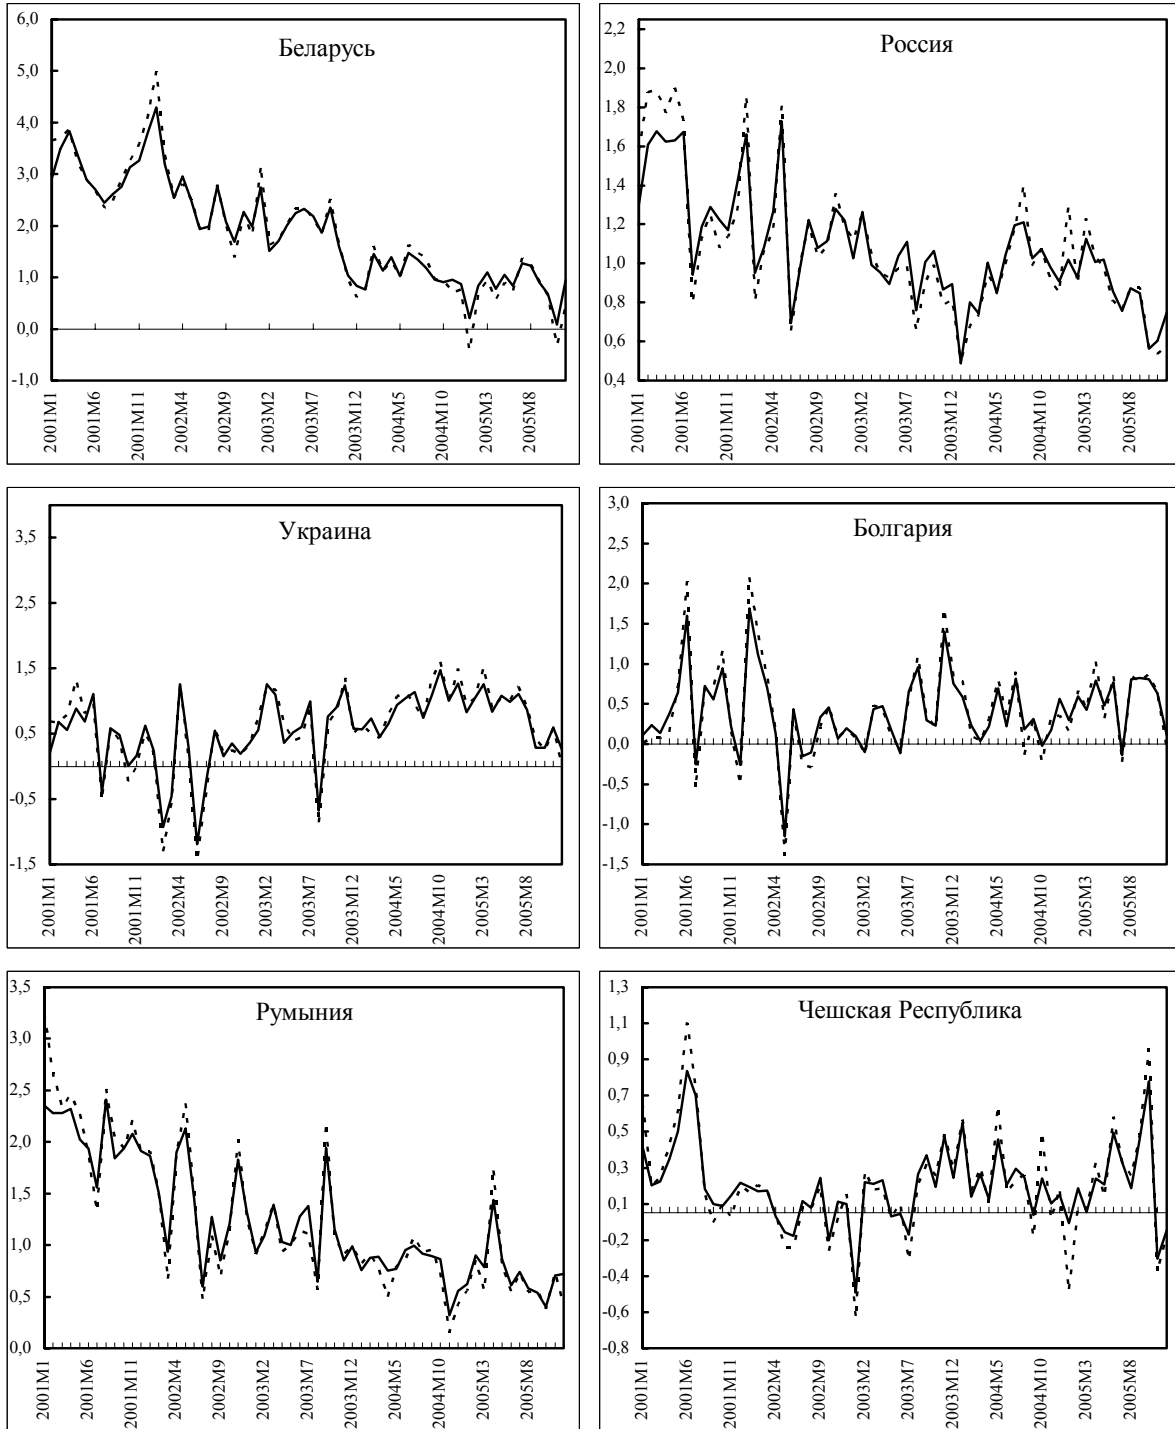 Беларусь
6,0
5,0
4,0
3,0
2,0
1,0
0,0
-1,0
2001M1
2001M6
2001M11
2002M4
2002M9
2003M2
2003M7
2003M12
2004M5
2004M10
2005M3
2005M8
Россия
2,2
2,0
1,8
1,6
1,4
1,2
1,0
0,8
0,6
0,4
2001M1
2001M6
2001M11
2002M4
2002M9
2003M2
2003M7
2003M12
2004M5
2004M10
2005M3
2005M8
Украина
3,5
2,5
1,5
0,5
-0,5
-1,5
2001M1
2001M6
2001M11
2002M4
2002M9
2003M2
2003M7
2003M12
2004M5
2004M10
2005M3
2005M8
Болгария
3,0
2,5
2,0
1,5
1,0
0,5
0,0
-0,5
-1,0
-1,5
2001M1
2001M6
2001M11
2002M4
2002M9
2003M2
2003M7
2003M12
2004M5
2004M10
2005M3
2005M8
Румыния
3,5
3,0
2,5
2,0
1,5
1,0
0,5
0,0
2001M1
2001M6
2001M11
2002M4
2002M9
2003M2
2003M7
2003M12
2004M5
2004M10
2005M3
2005M8
Чешская Республика
1,3
1,1
0,9
0,7
0,5
0,3
0,1
-0,2
-0,4
-0,6
-0,8
2001M1
2001M6
2001M11
2002M4
2002M9
2003M2
2003M7
2003M12
2004M5
2004M10
2005M3
2005M8